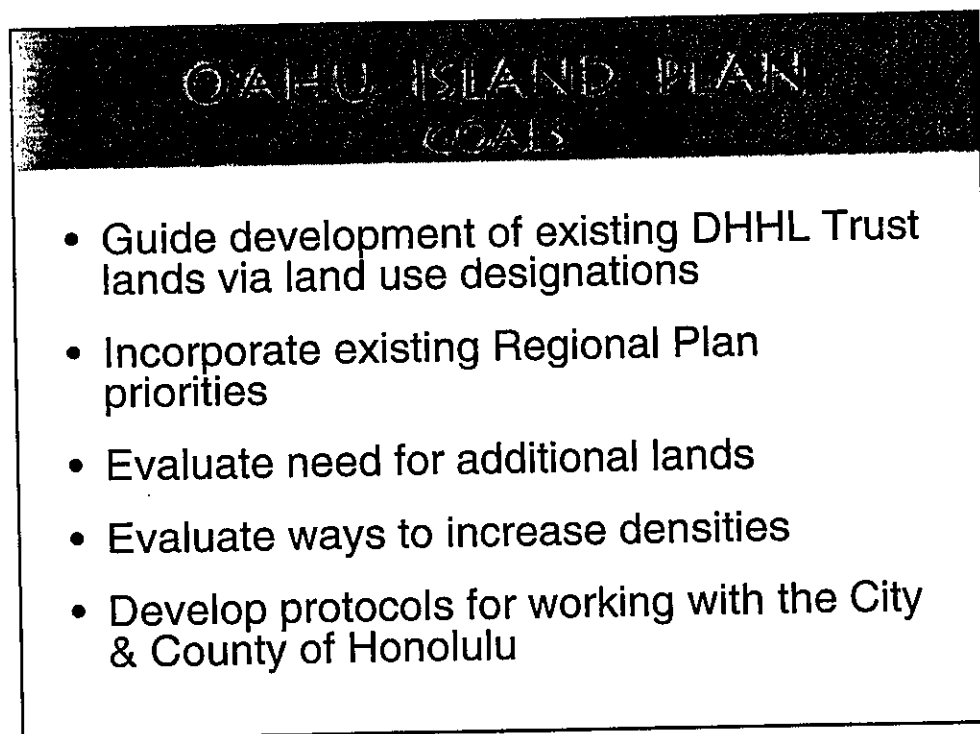 OAHU ISLAND PLAN
GOALS
• Guide development of existing DHHL Trust
lands via land use designations
• Incorporate existing Regional Plan
priorities
• Evaluate need for additional lands
• Evaluate ways to increase densities
• Develop protocols for working with the City
& County of Honolulu